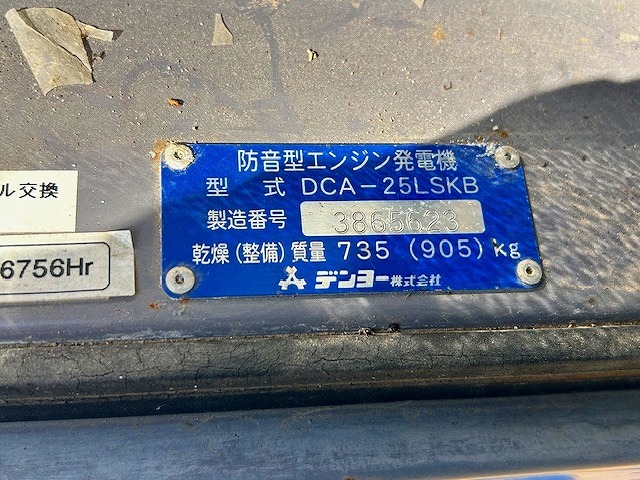 防音型エンジン発電機
型 式 DCA-25LSKB
製造番号 3865623
乾燥(整備)質量 735 (905) kg
デンヨー株式会社
ル交換
6756Hr